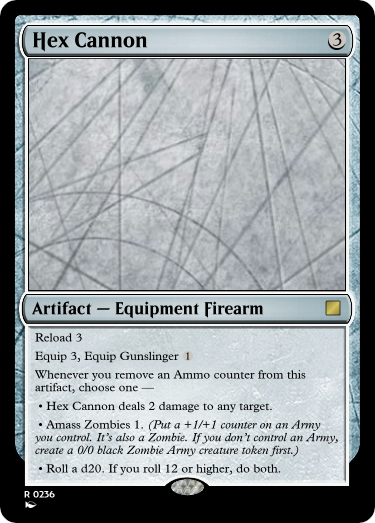 Hex Cannon 3
Artifact — Equipment Firearm
Reload 3
Equip 3, Equip Gunslinger 1
Whenever you remove an Ammo counter from this
artifact, choose one —
• Hex Cannon deals 2 damage to any target.
• Amass Zombies 1. (Put a +1/+1 counter on an Army
you control. It's also a Zombie. If you don't control an Army,
create a 0/0 black Zombie Army creature token first.)
• Roll a d20. If you roll 12 or higher, do both.
R 0236